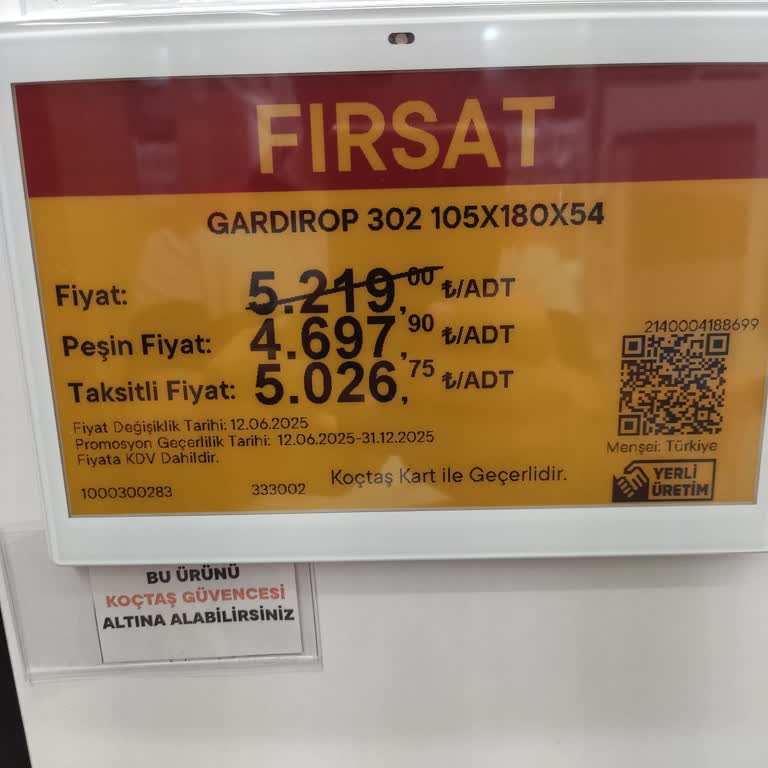 FIRSAT
GARDIROP 302 105X180X54
Fiyat: 5.219,00 ₺/ADT
Peşin Fiyat: 4.697,90 ₺/ADT
Taksitli Fiyat: 5.026,75 ₺/ADT
2140004188699
Fiyat Değişiklik Tarihi: 12.06.2025
Promosyon Geçerlilik Tarihi: 12.06.2025-31.12.2025
Fiyata KDV Dahildir.
Menşei: Türkiye
Koçtaş Kart ile Geçerlidir.
YERLİ
ÜRETİM
1000300283 333002
BU ÜRÜNÜ
KOÇTAŞ GÜVENCESİ
ALTINA ALABİLİRSİNİZ